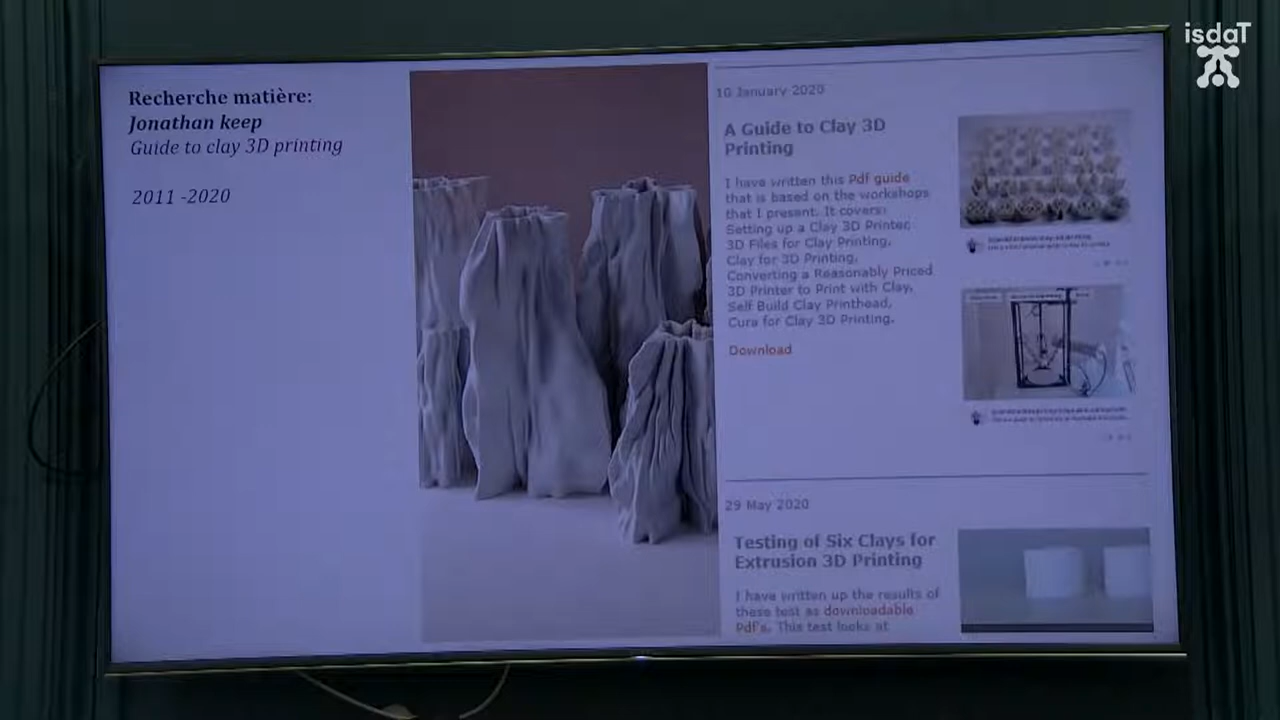 isdaT
Recherche matière:
Jonathan keep
Guide to clay 3D printing
2011 -2020
10 January 2020
A Guide to Clay 3D
Printing
I have written this Pdf guide
that is based on the workshops
that I present. It covers:
Setting up a Clay 3D Printer,
3D Files for Clay Printing,
Clay for 3D Printing,
Converting a Reasonably Priced
3D Printer to Print with Clay,
Self Build Clay Printhead,
Cura for Clay 3D Printing.
Download
29 May 2020
Testing of Six Clays for
Extrusion 3D Printing
I have written up the results of
these test as downloadable
Pdf's. This test looks at